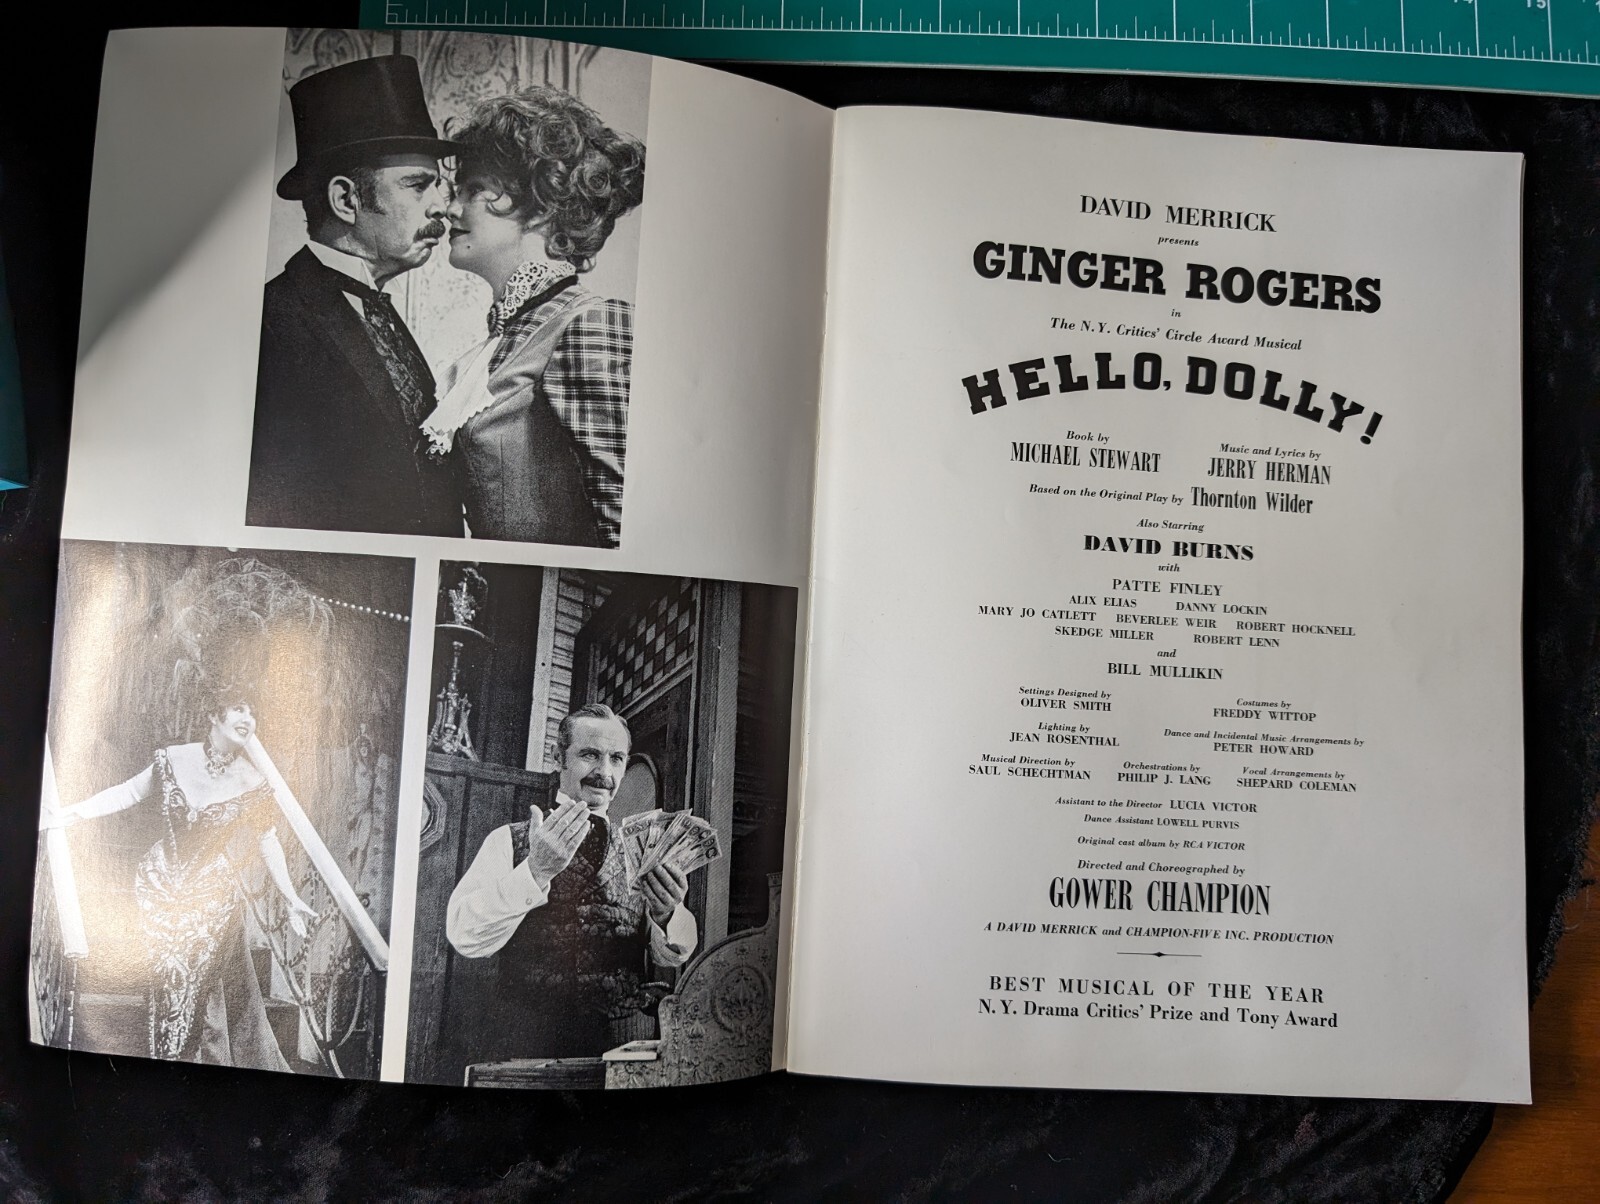 14
15
DAVID MERRICK
presents
GINGER ROGERS
in
The N.Y. Critics' Circle Award Musical
HELLO, DOLLY!
Book by
MICHAEL STEWART
Music and Lyrics by
JERRY HERMAN
Based on the Original Play by Thornton Wilder
Also Starring
DAVID BURNS
with
PATTE FINLEY
ALIX ELIAS DANNY LOCKIN
MARY JO CATLETT BEVERLEE WEIR ROBERT HOCKNELL
SKEDGE MILLER ROBERT LENN
and
BILL MULLIKIN
Settings Designed by
OLIVER SMITH
Costumes by
FREDDY WITTOP
Lighting by
JEAN ROSENTHAL
Dance and Incidental Music Arrangements by
PETER HOWARD
Musical Direction by
SAUL SCHECHTMAN
Orchestrations by
PHILIP J. LANG
Vocal Arrangements by
SHEPARD COLEMAN
Assistant to the Director LUCIA VICTOR
Dance Assistant LOWELL PURVIS
Original cast album by RCA VICTOR
Directed and Choreographed by
GOWER CHAMPION
A DAVID MERRICK and CHAMPION-FIVE INC. PRODUCTION
BEST MUSICAL OF THE YEAR
N.Y. Drama Critics' Prize and Tony Award